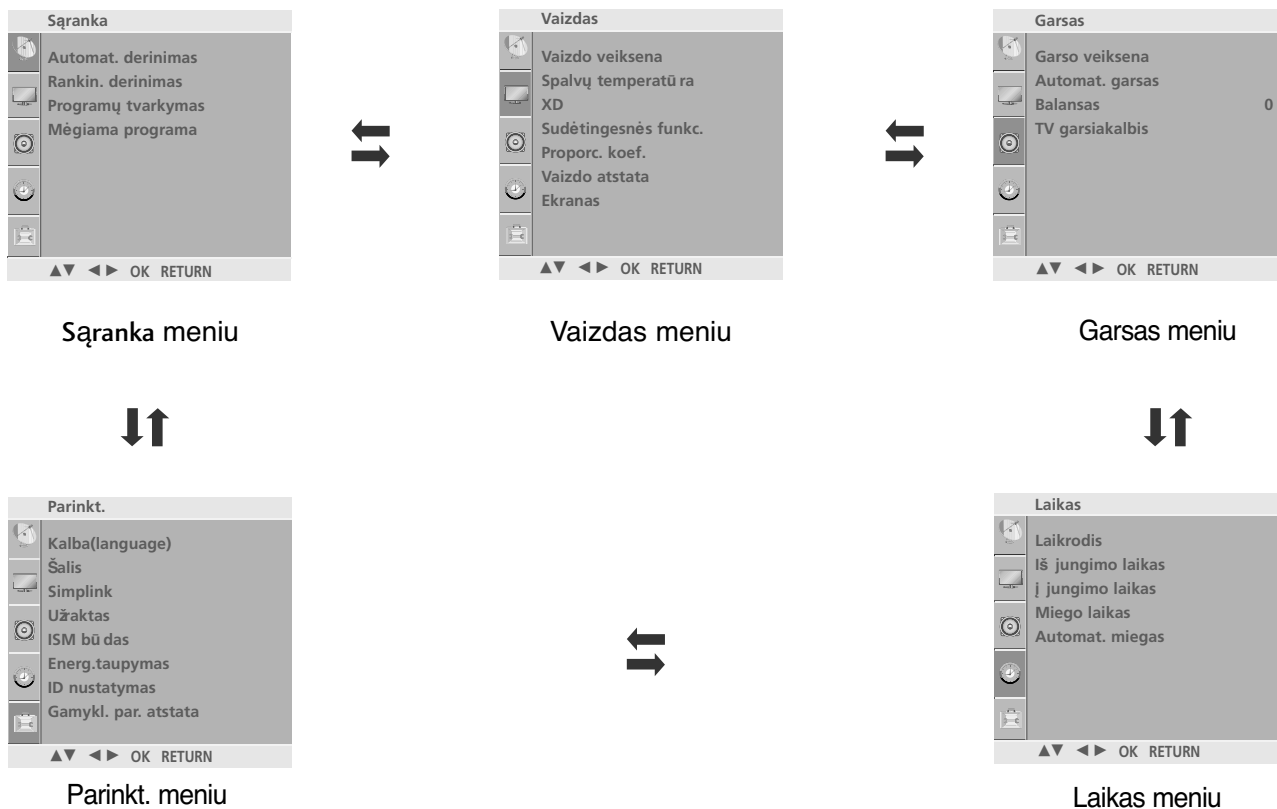 Sąranka
Automat. derinimas
Rankin. derinimas
Programų tvarkymas
Mėgiama programa
▲▼ ◄► OK RETURN
Sąranka meniu
Vaizdas
Vaizdo veiksena
Spalvų temperatū ra
XD
Sudėtingesnės funkc.
Proporc. koef.
Vaizdo atstata
Ekranas
▲▼ ◄► OK RETURN
Vaizdas meniu
Garsas
Garso veiksena
Automat. garsas
Balansas 0
TV garsiakalbis
▲▼ ◄► OK RETURN
Garsas meniu
Parinkt.
Kalba(language)
Šalis
Simplink
Užraktas
ISM bū das
Energ.taupymas
ID nustatymas
Gamykl. par. atstata
▲▼ ◄► OK RETURN
Parinkt. meniu
Laikas
Laikrodis
Iš jungimo laikas
į jungimo laikas
Miego laikas
Automat. miegas
▲▼ ◄► OK RETURN
Laikas meniu